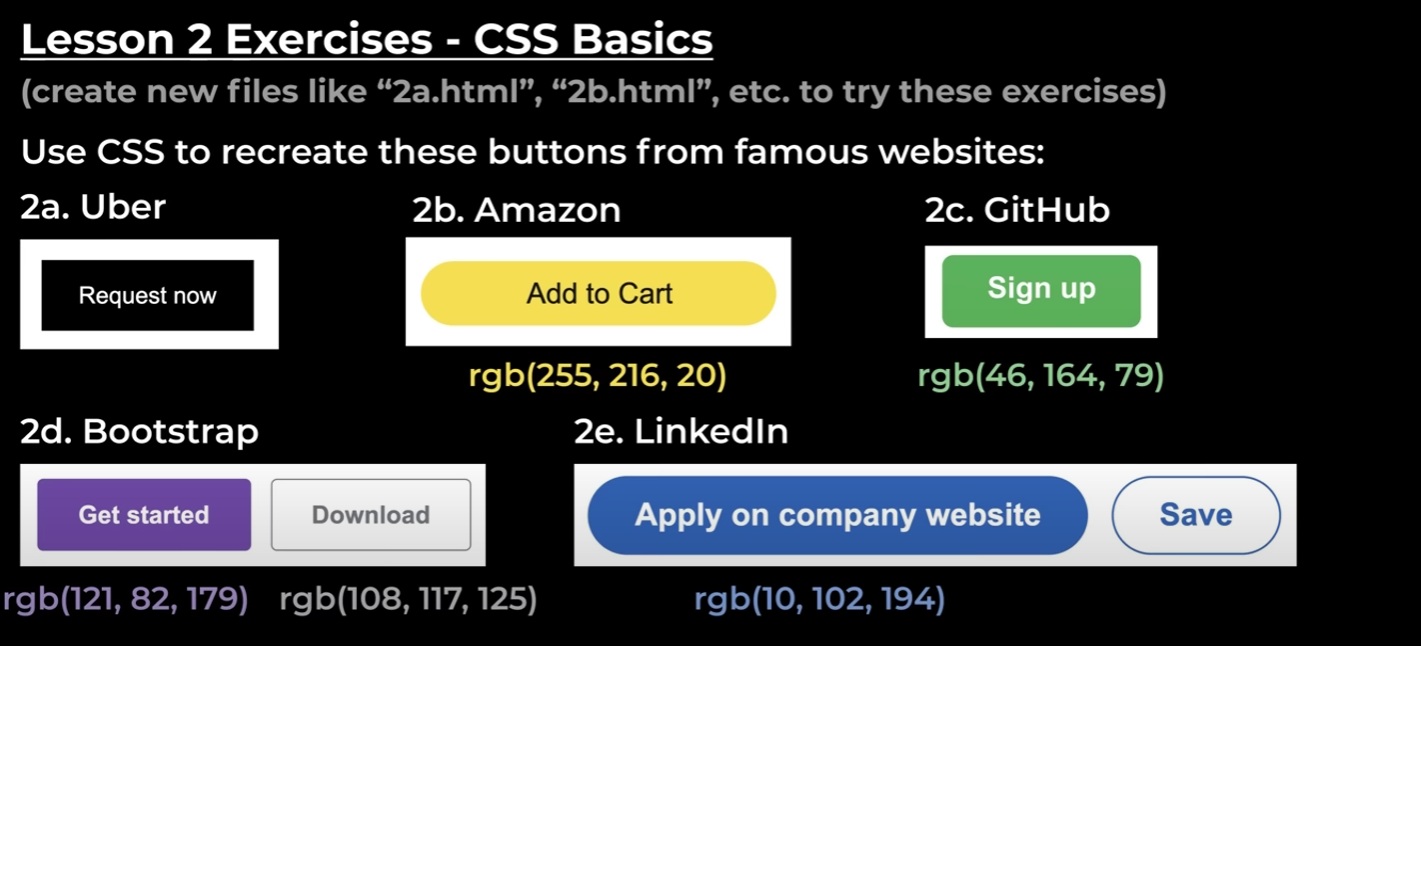 Lesson 2 Exercises - CSS Basics
(create new files like “2a.html”, “2b.html”, etc. to try these exercises)
Use CSS to recreate these buttons from famous websites:
2a. Uber
2b. Amazon
2c. GitHub
Request now
Add to Cart
Sign up
rgb(255, 216, 20)
rgb(46, 164, 79)
2d. Bootstrap
2e. LinkedIn
Get started
Download
Apply on company website
Save
rgb(121, 82, 179)
rgb(108, 117, 125)
rgb(10, 102, 194)